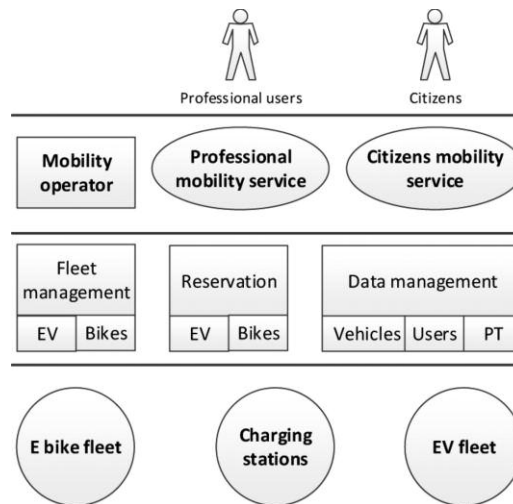 Professional users
Citizens
Mobility
operator
Professional
mobility service
Citizens mobility
service
Fleet
management
EV
Bikes
Reservation
EV
Bikes
Data management
Vehicles
Users
PT
E bike fleet
Charging
stations
EV fleet